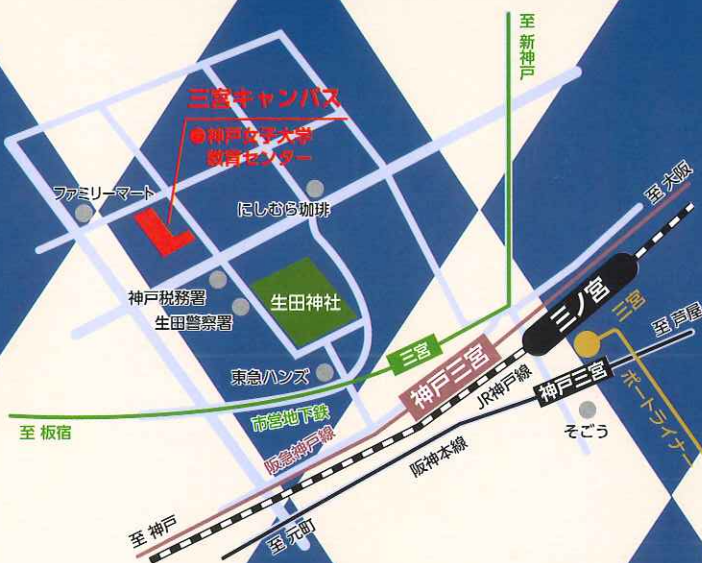 至 新神戸
三宮キャンパス
●神戸女子大学
教育センター
ファミリーマート
にしむら珈琲
至 大阪
神戸税務署
生田警察署
生田神社
三ノ宮
三宮
至 芦屋
三宮
神戸三宮
東急ハンズ
JR神戸線
神戸三宮
ポートライナー
市営地下鉄
至 板宿
そごう
阪急神戸線
阪神本線
至 神戸
至 元町